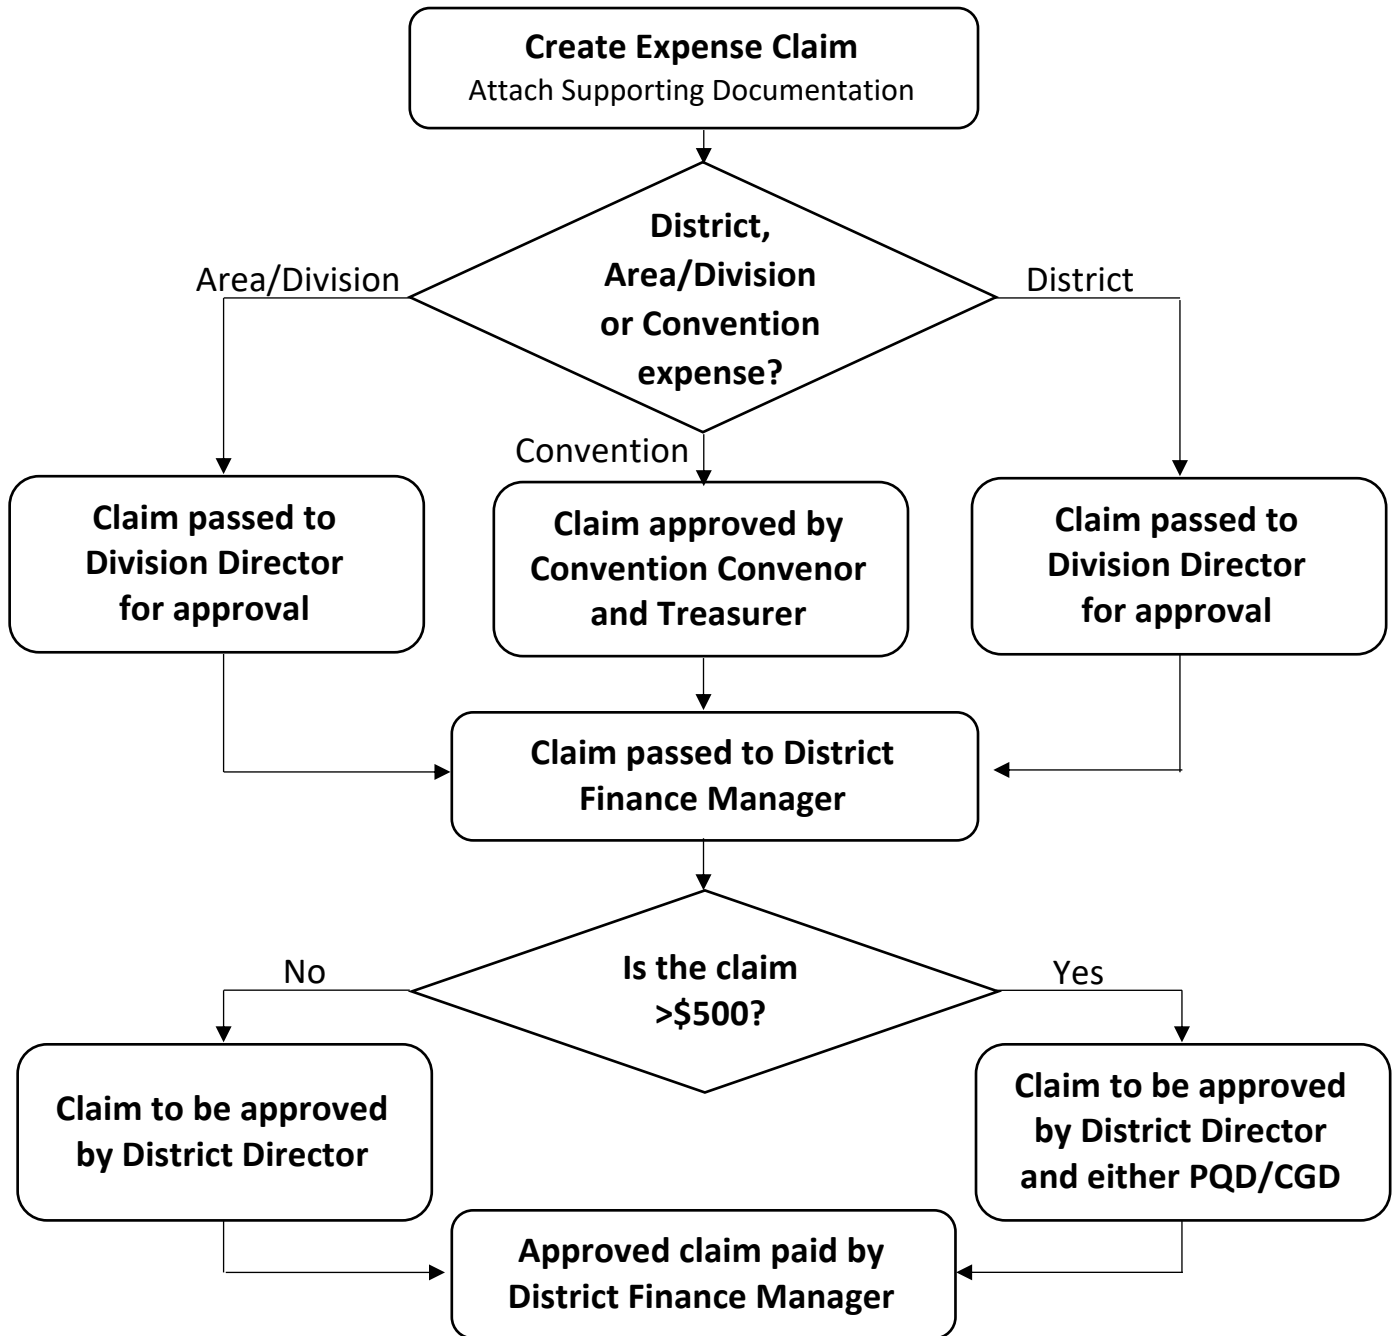 Create Expense Claim
Attach Supporting Documentation
District,
Area/Division
or Convention
expense?
Area/Division
District
Convention
Claim passed to
Division Director
for approval
Claim approved by
Convention Convenor
and Treasurer
Claim passed to
Division Director
for approval
Claim passed to District
Finance Manager
Is the claim
>$500?
No
Yes
Claim to be approved
by District Director
Claim to be approved
by District Director
and either PQD/CGD
Approved claim paid by
District Finance Manager